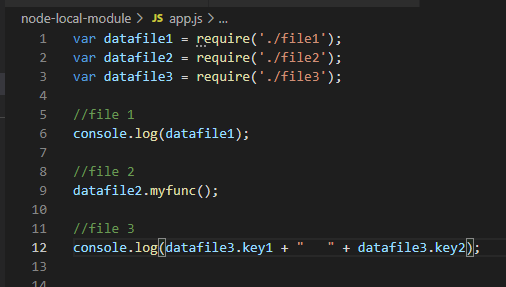 node-local-module > JS app.js > ...
1 var datafile1 = require('./file1');
2 var datafile2 = require('./file2');
3 var datafile3 = require('./file3');
4
5 //file 1
6 console.log(datafile1);
7
8 //file 2
9 datafile2.myfunc();
10
11 //file 3
12 console.log(datafile3.key1 + "   " + datafile3.key2);
13
14